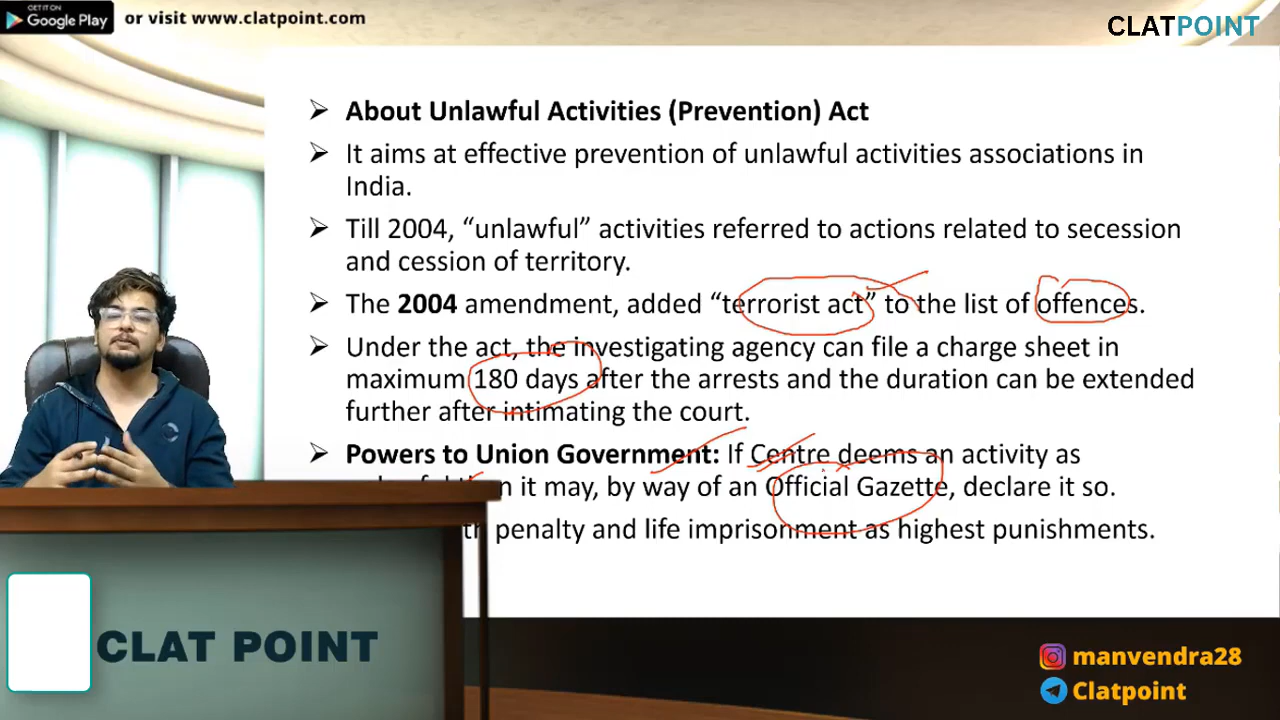 GET IT ON
Google Play
or visit www.clatpoint.com
CLATPOINT
➢ About Unlawful Activities (Prevention) Act
➢ It aims at effective prevention of unlawful activities associations in
India.
➢ Till 2004, “unlawful” activities referred to actions related to secession
and cession of territory.
➢ The 2004 amendment, added “terrorist act” to the list of offences.
➢ Under the act, the investigating agency can file a charge sheet in
maximum 180 days after the arrests and the duration can be extended
further after intimating the court.
➢ Powers to Union Government: If Centre deems an activity as
it may, by way of an Official Gazette, declare it so.
penalty and life imprisonment as highest punishments.
CLAT POINT
manvendra28
Clatpoint